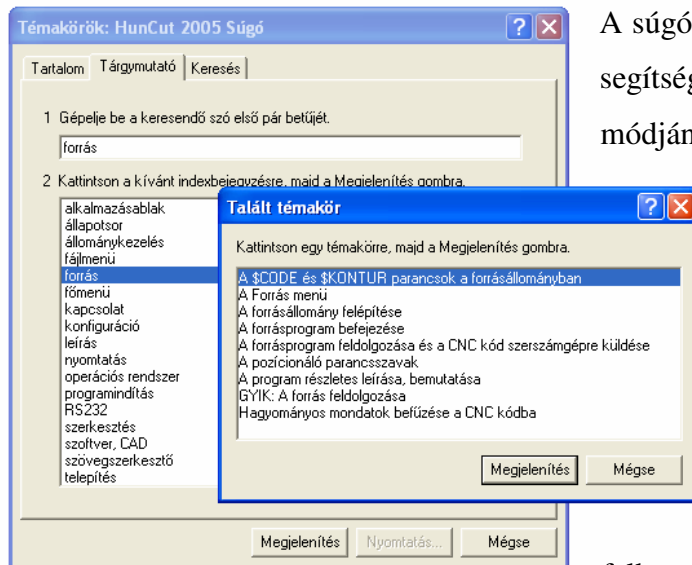 Témakörök: HunCut 2005 Súgó
Tartalom Tárgymutató Keresés
1 Gépelje be a keresendő szó első pár betűjét.
forrás
2 Kattintson a kívánt indexbejegyzésre, majd a Megjelenítés gombra.
alkalmazásablak
állapotsor
állománykezelés
fájlmenü
forrás
főmenü
kapcsolat
konfiguráció
leírás
nyomtatás
operációs rendszer
programindítás
RS232
szerkesztés
szoftver, CAD
szövegszerkesztő
telepítés
Megjelenítés Nyomtatás... Mégse
Talált témakör
Kattintson egy témakörre, majd a Megjelenítés gombra.
A $CODE és $KONTUR parancsok a forrásállományban
A Forrás menü
A forrásállomány felépítése
A forrásprogram befejezése
A forrásprogram feldolgozása és a CNC kód szerszámgépre küldése
A pozícionáló parancsszavak
A program részletes leírása, bemutatása
GYIK: A forrás feldolgozása
Hagyományos mondatok befűzése a CNC kódba
Megjelenítés Mégse
A súgó